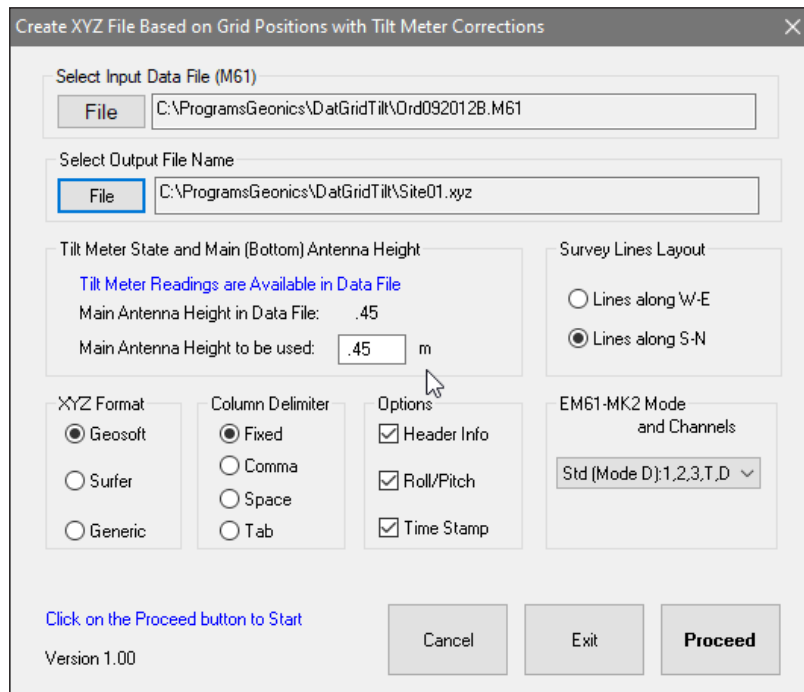 Create XYZ File Based on Grid Positions with Tilt Meter Corrections
Select Input Data File (M61)
File
C:\ProgramsGeonics\DatGridTilt\Ord092012B.M61
Select Output File Name
File
C:\ProgramsGeonics\DatGridTilt\Site01.xyz
Tilt Meter State and Main (Bottom) Antenna Height
Tilt Meter Readings are Available in Data File
Main Antenna Height in Data File: .45
Main Antenna Height to be used: .45 m
Survey Lines Layout
Lines along W-E
Lines along S-N
XYZ Format
Geosoft
Surfer
Generic
Column Delimiter
Fixed
Comma
Space
Tab
Options
Header Info
Roll/Pitch
Time Stamp
EM61-MK2 Mode
and Channels
Std (Mode D):1,2,3,T,D
Click on the Proceed button to Start
Version 1.00
Cancel
Exit
Proceed